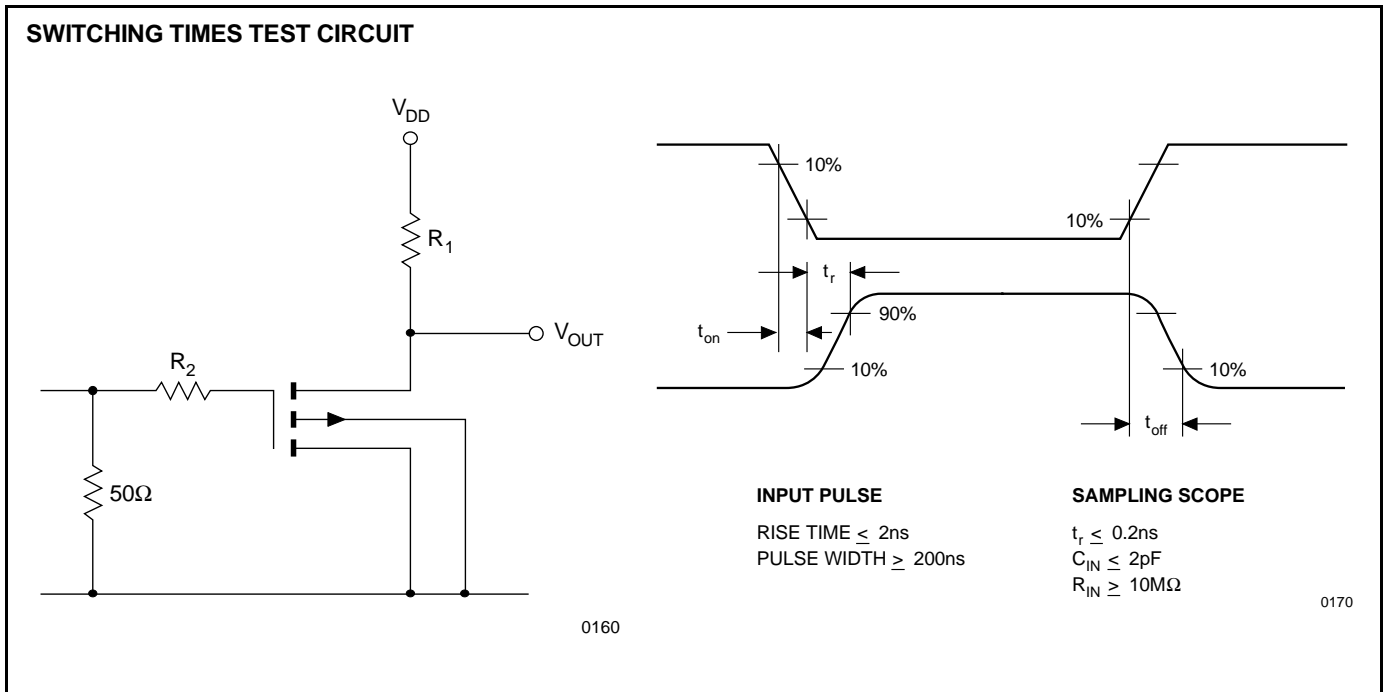 SWITCHING TIMES TEST CIRCUIT
V_DD
R_1
V_OUT
R_2
50Ω
0160
10%
10%
t_r
90%
t_on
10%
10%
t_off
INPUT PULSE
RISE TIME ≤ 2ns
PULSE WIDTH ≥ 200ns
SAMPLING SCOPE
t_r ≤ 0.2ns
C_IN ≤ 2pF
R_IN ≥ 10MΩ
0170